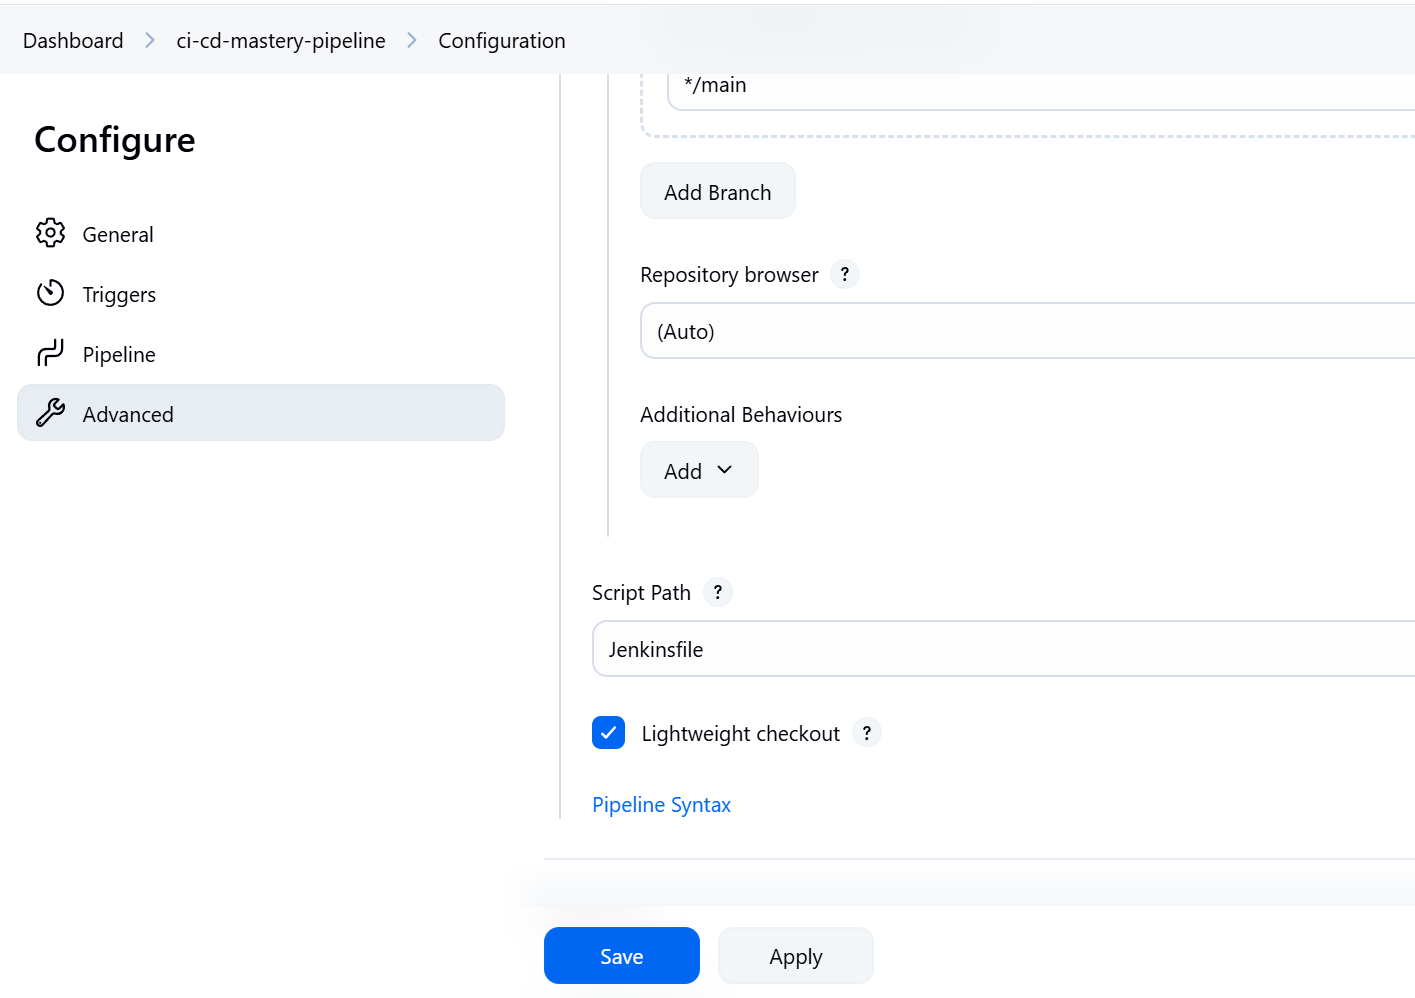 Dashboard > ci-cd-mastery-pipeline > Configuration
Configure
General
Triggers
Pipeline
Advanced
*/main
Add Branch
Repository browser ?
(Auto)
Additional Behaviours
Add
Script Path ?
Jenkinsfile
Lightweight checkout ?
Pipeline Syntax
Save
Apply